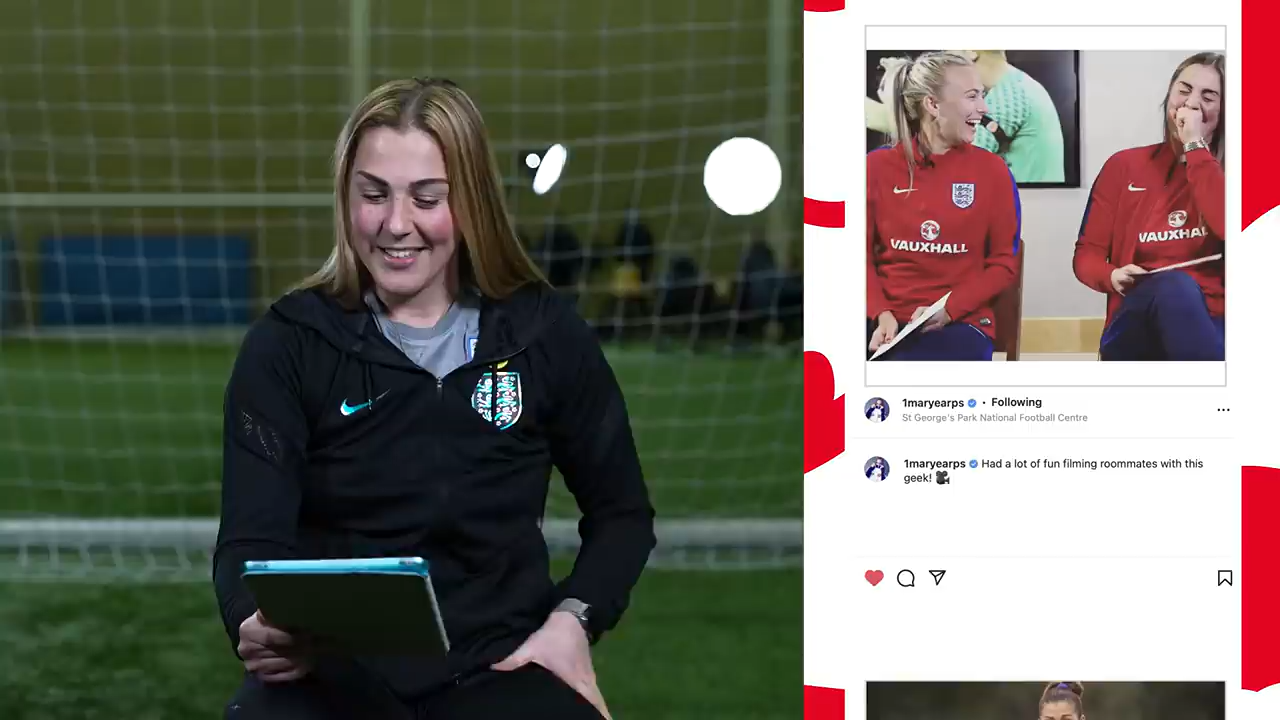 VAUXHALL
VAUXHALL
1maryearps • Following
St George's Park National Football Centre
1maryearps Had a lot of fun filming roommates with this
geek! 🎥